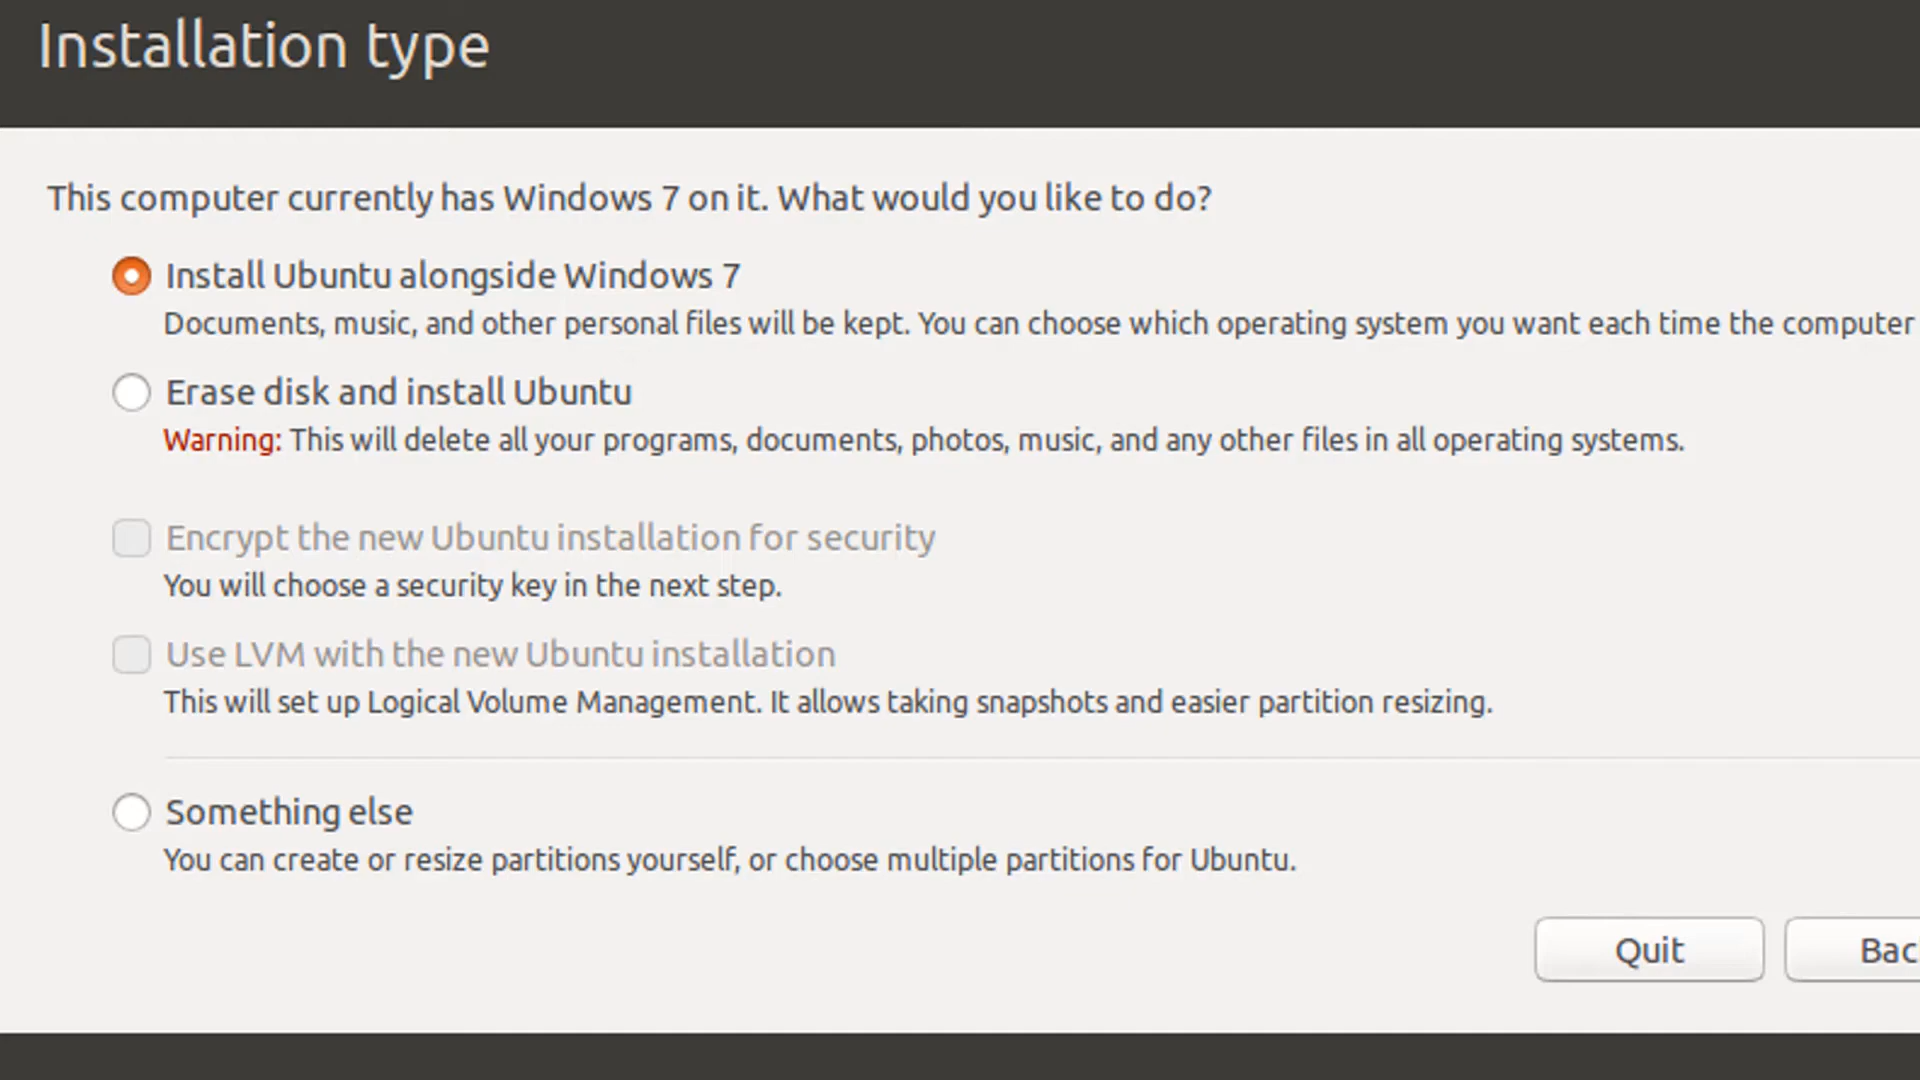 Installation type
This computer currently has Windows 7 on it. What would you like to do?
Install Ubuntu alongside Windows 7
Documents, music, and other personal files will be kept. You can choose which operating system you want each time the computer
Erase disk and install Ubuntu
Warning: This will delete all your programs, documents, photos, music, and any other files in all operating systems.
Encrypt the new Ubuntu installation for security
You will choose a security key in the next step.
Use LVM with the new Ubuntu installation
This will set up Logical Volume Management. It allows taking snapshots and easier partition resizing.
Something else
You can create or resize partitions yourself, or choose multiple partitions for Ubuntu.
Quit
Bac